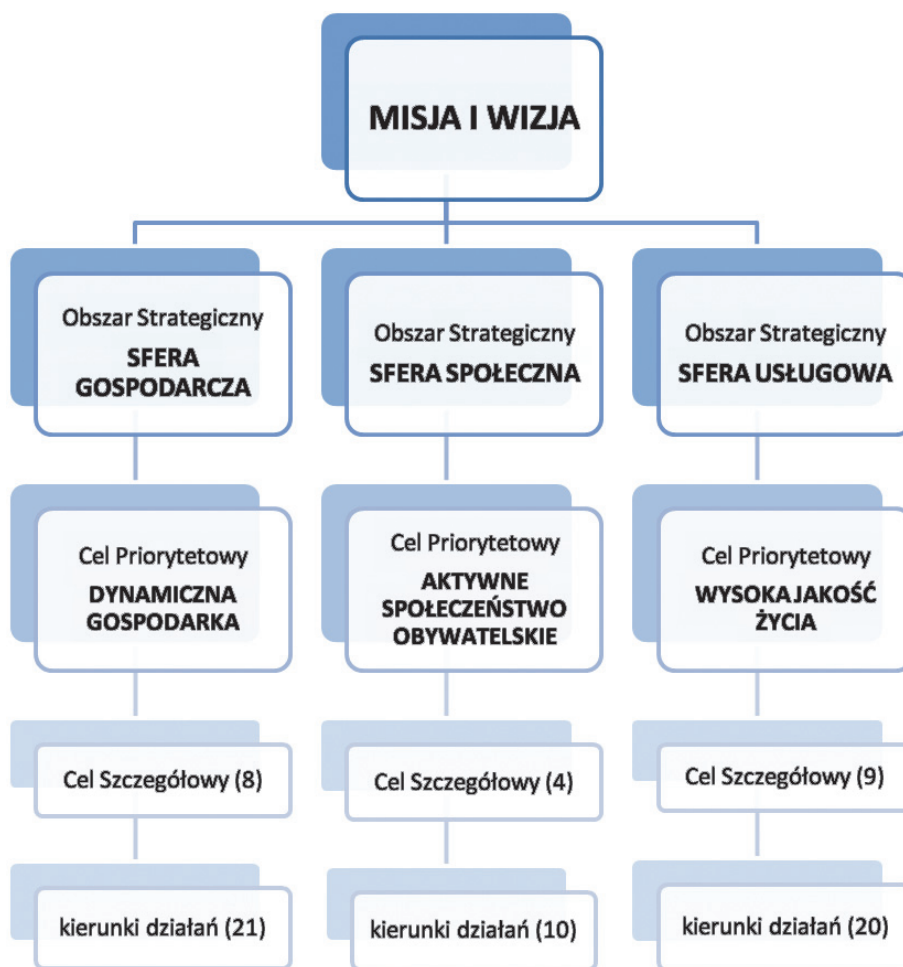 MISJA I WIZJA
Obszar Strategiczny
SFERA
GOSPODARCZA
Obszar Strategiczny
SFERA SPOŁECZNA
Obszar Strategiczny
SFERA USŁUGOWA
Cel Priorytetowy
DYNAMICZNA
GOSPODARKA
Cel Priorytetowy
AKTYWNE
SPOŁECZEŃSTWO
OBYWATELSKIE
Cel Priorytetowy
WYSOKA JAKOŚĆ
ŻYCIA
Cel Szczegółowy (8)
Cel Szczegółowy (4)
Cel Szczegółowy (9)
kierunki działań (21)
kierunki działań (10)
kierunki działań (20)